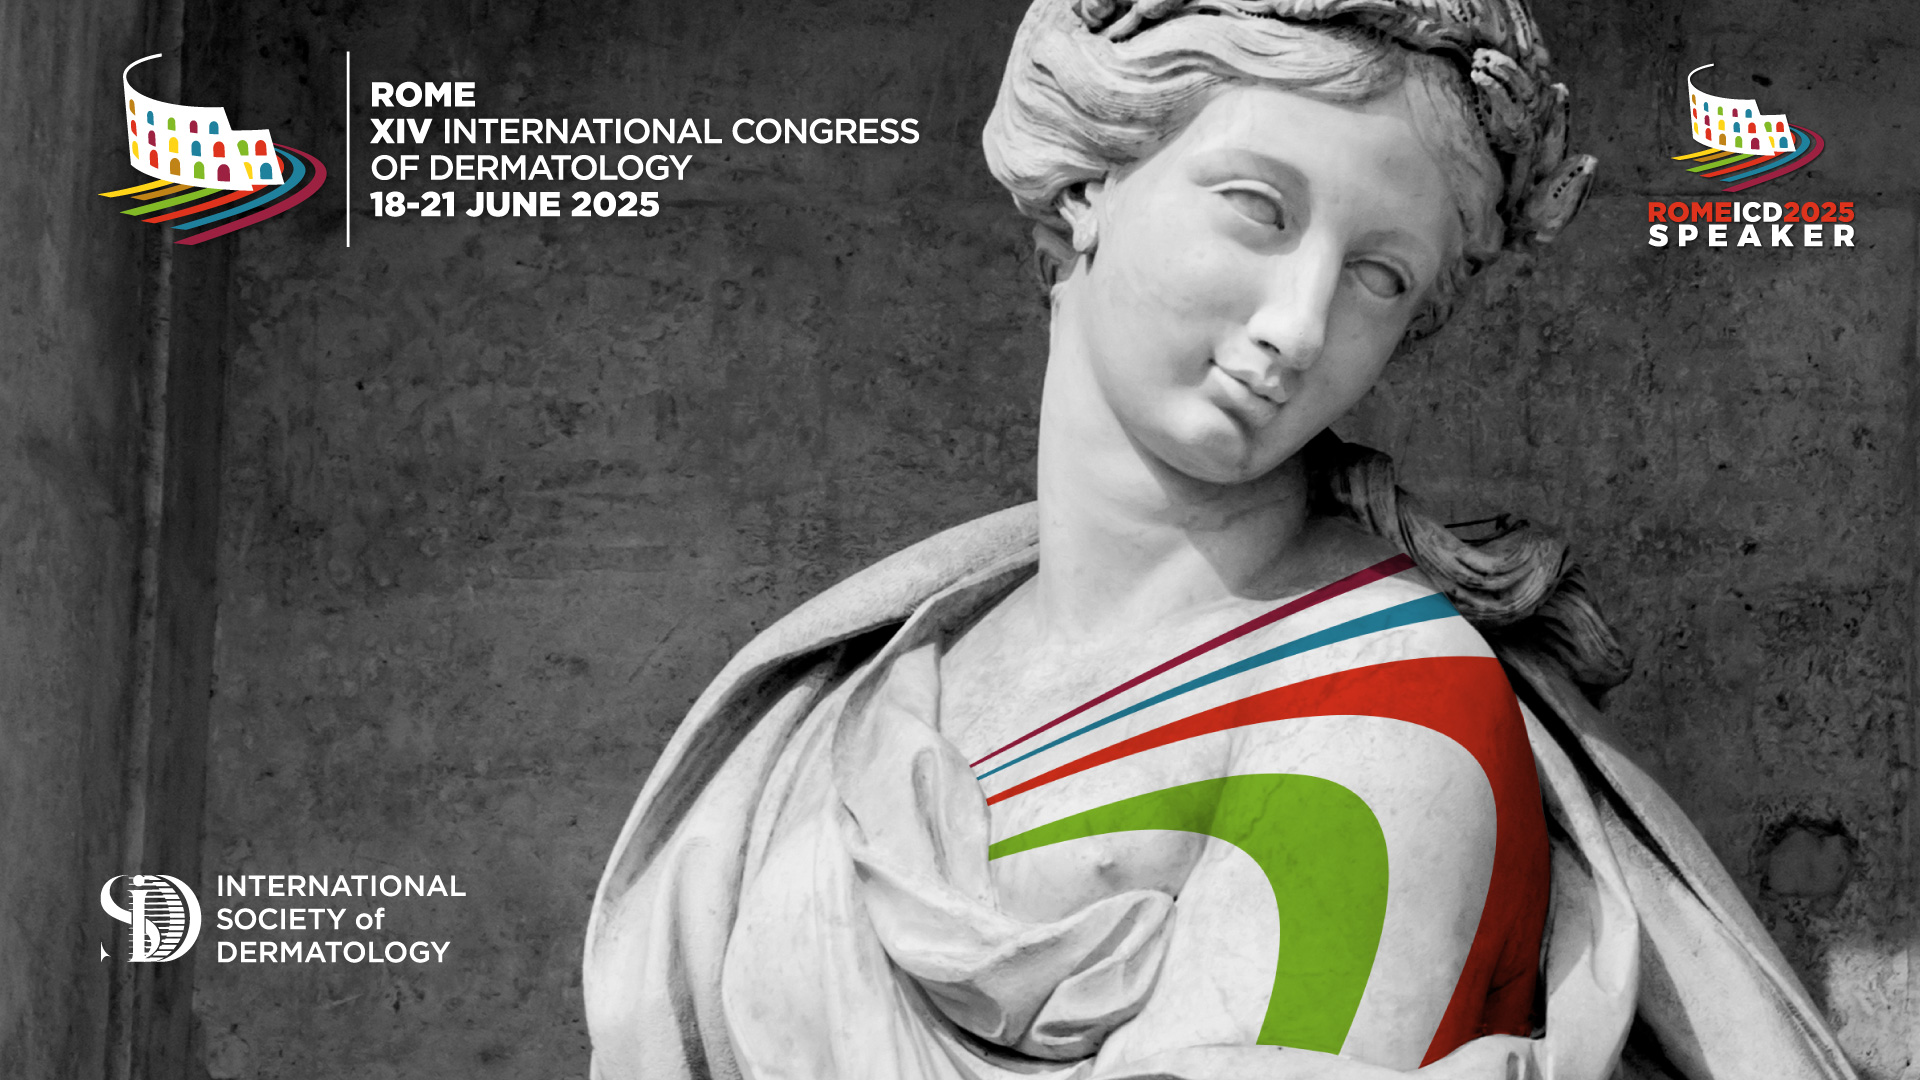 ROME
XIV INTERNATIONAL CONGRESS
OF DERMATOLOGY
18-21 JUNE 2025
ROMEICD2025
SPEAKER
INTERNATIONAL
SOCIETY of
DERMATOLOGY